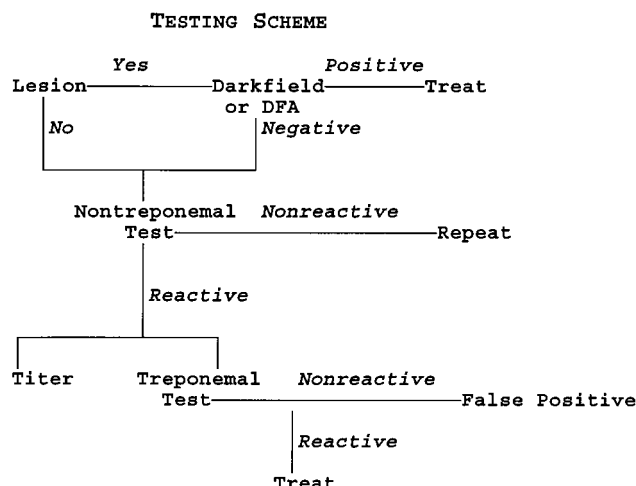 TESTING SCHEME
Yes Positive
Lesion Darkfield Treat
or DFA
No Negative
Nontreponemal Nonreactive
Test Repeat
Reactive
Titer Treponemal Nonreactive
Test False Positive
Reactive
Treat